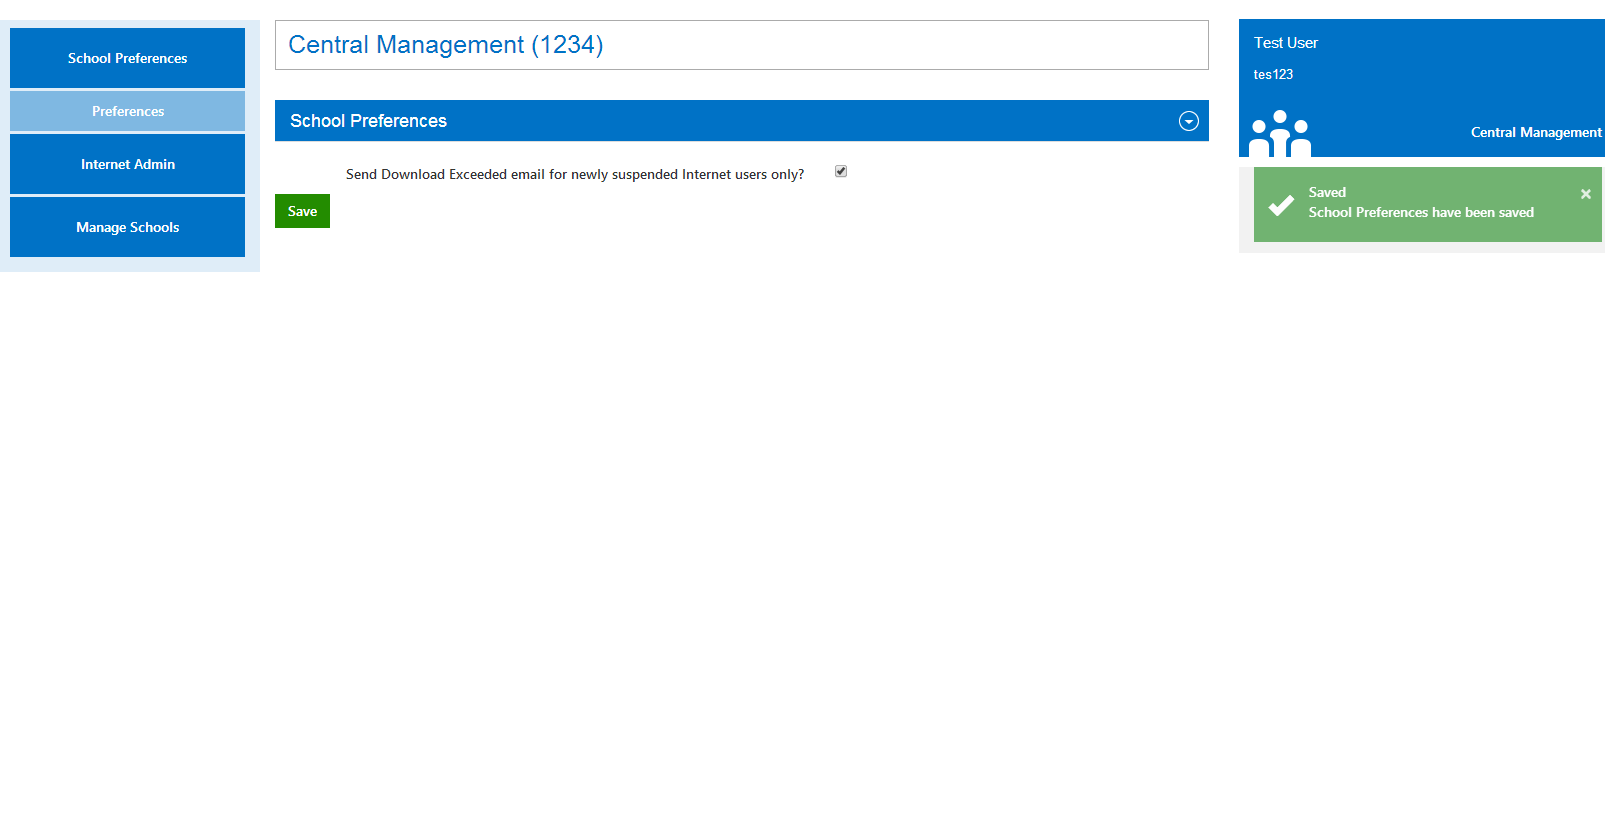 School Preferences
Preferences
Internet Admin
Manage Schools
Central Management (1234)
School Preferences
Send Download Exceeded email for newly suspended Internet users only?
Save
Test User
tes123
Central Management
Saved
School Preferences have been saved